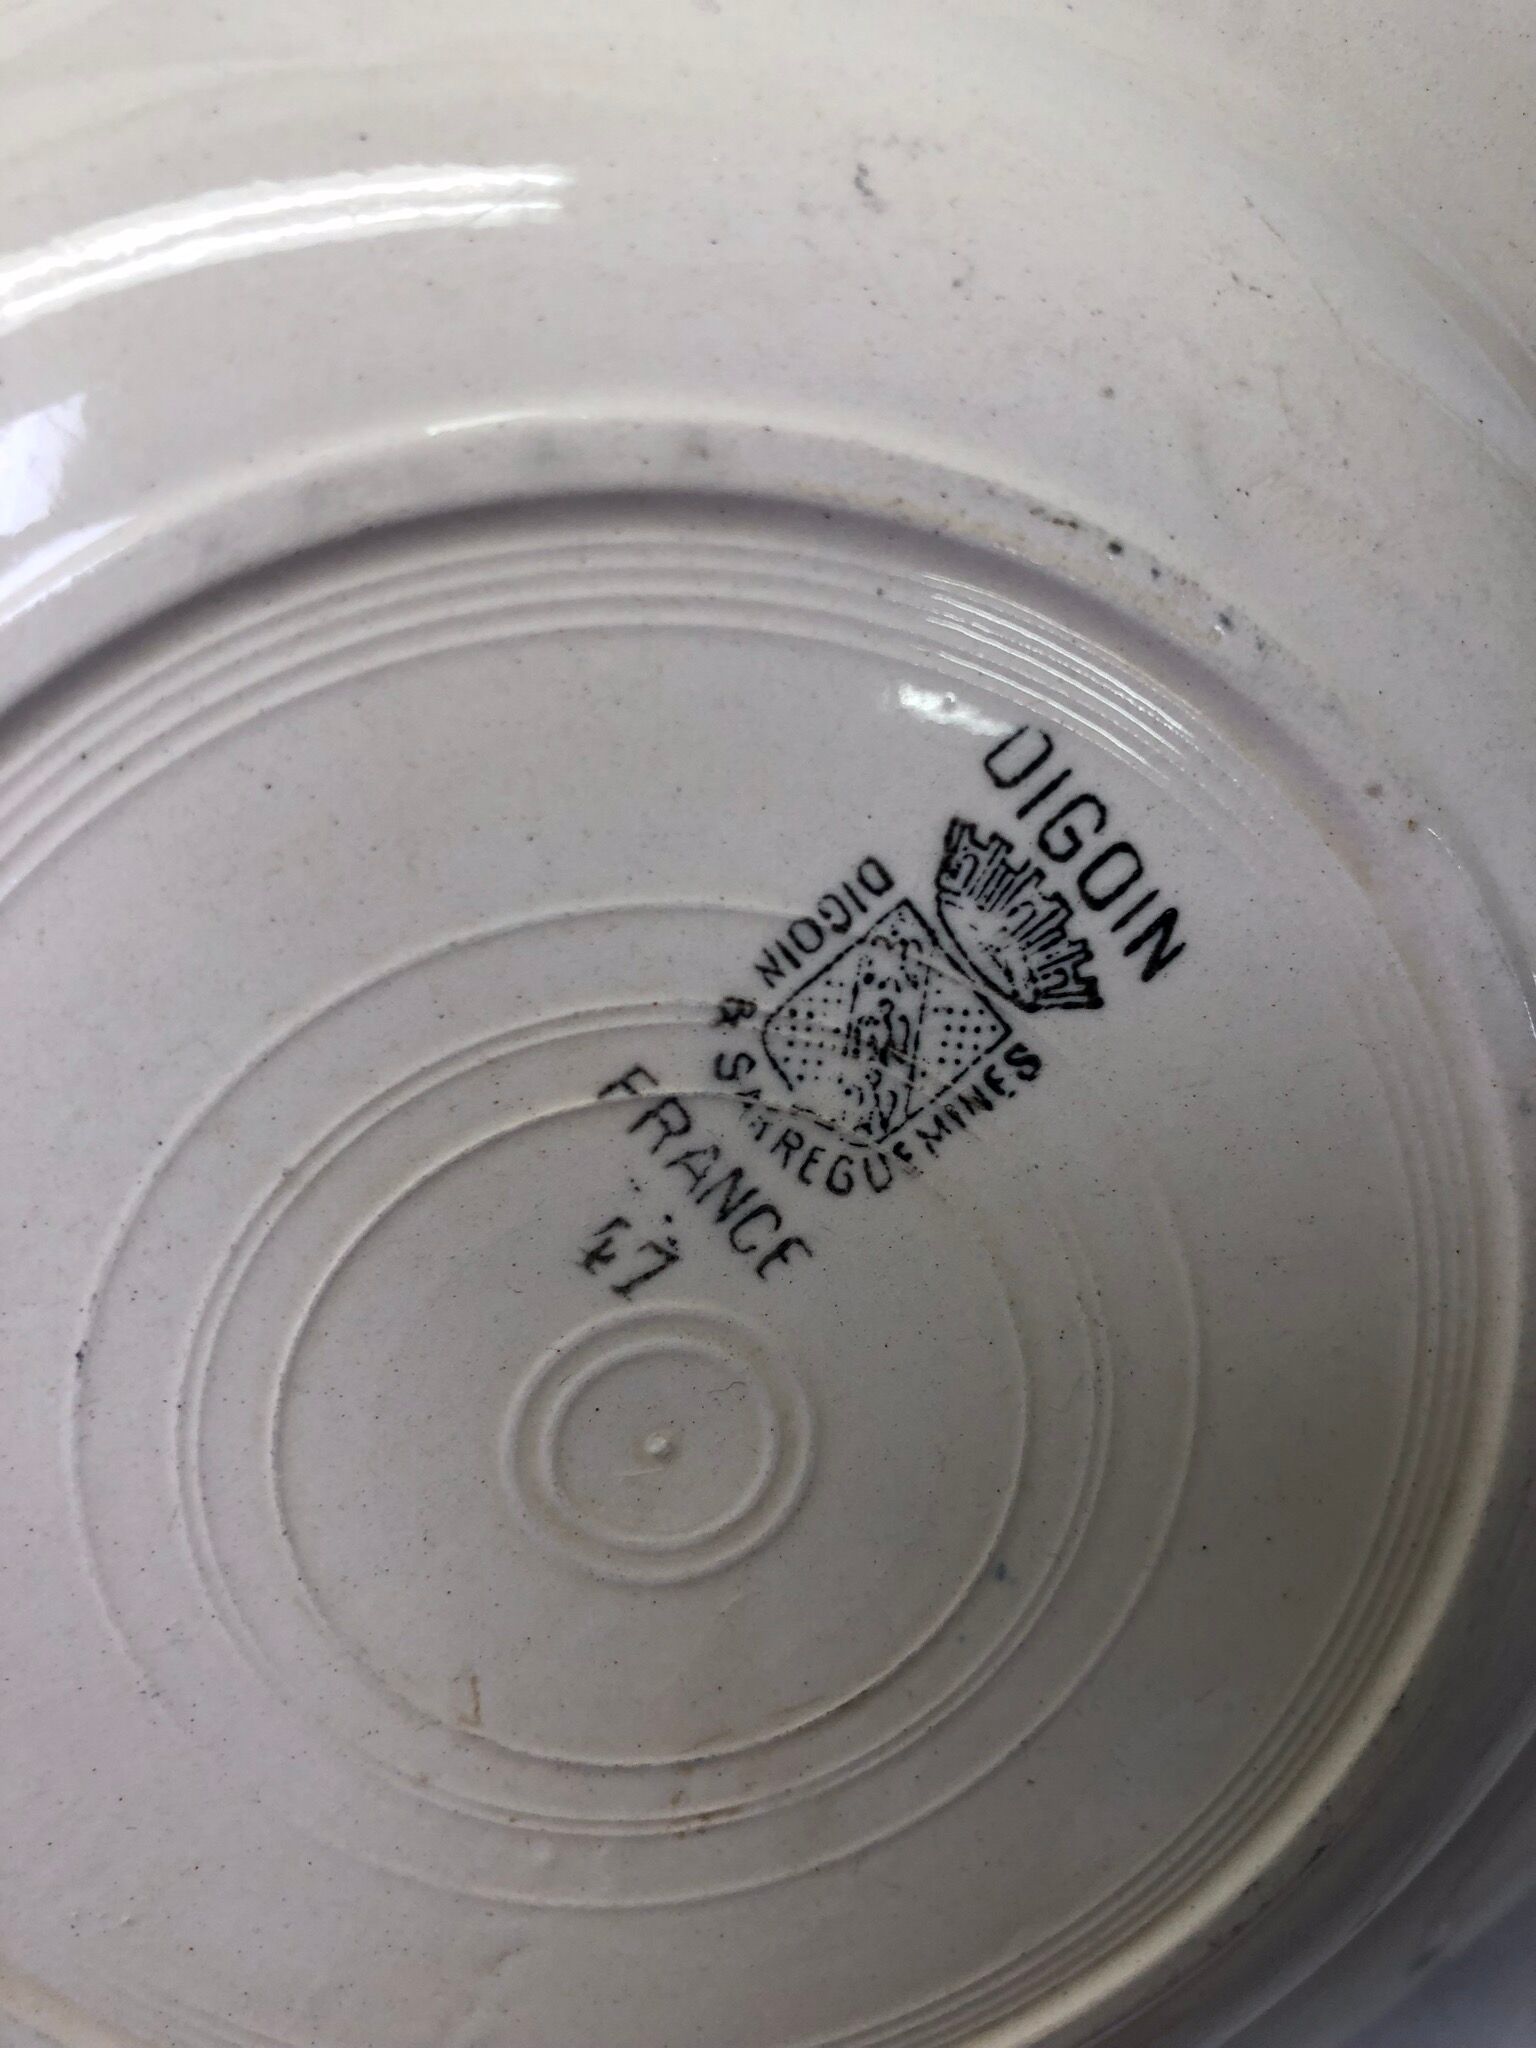 DIGOIN
DIGOIN & SARREGUEMINES
FRANCE
47